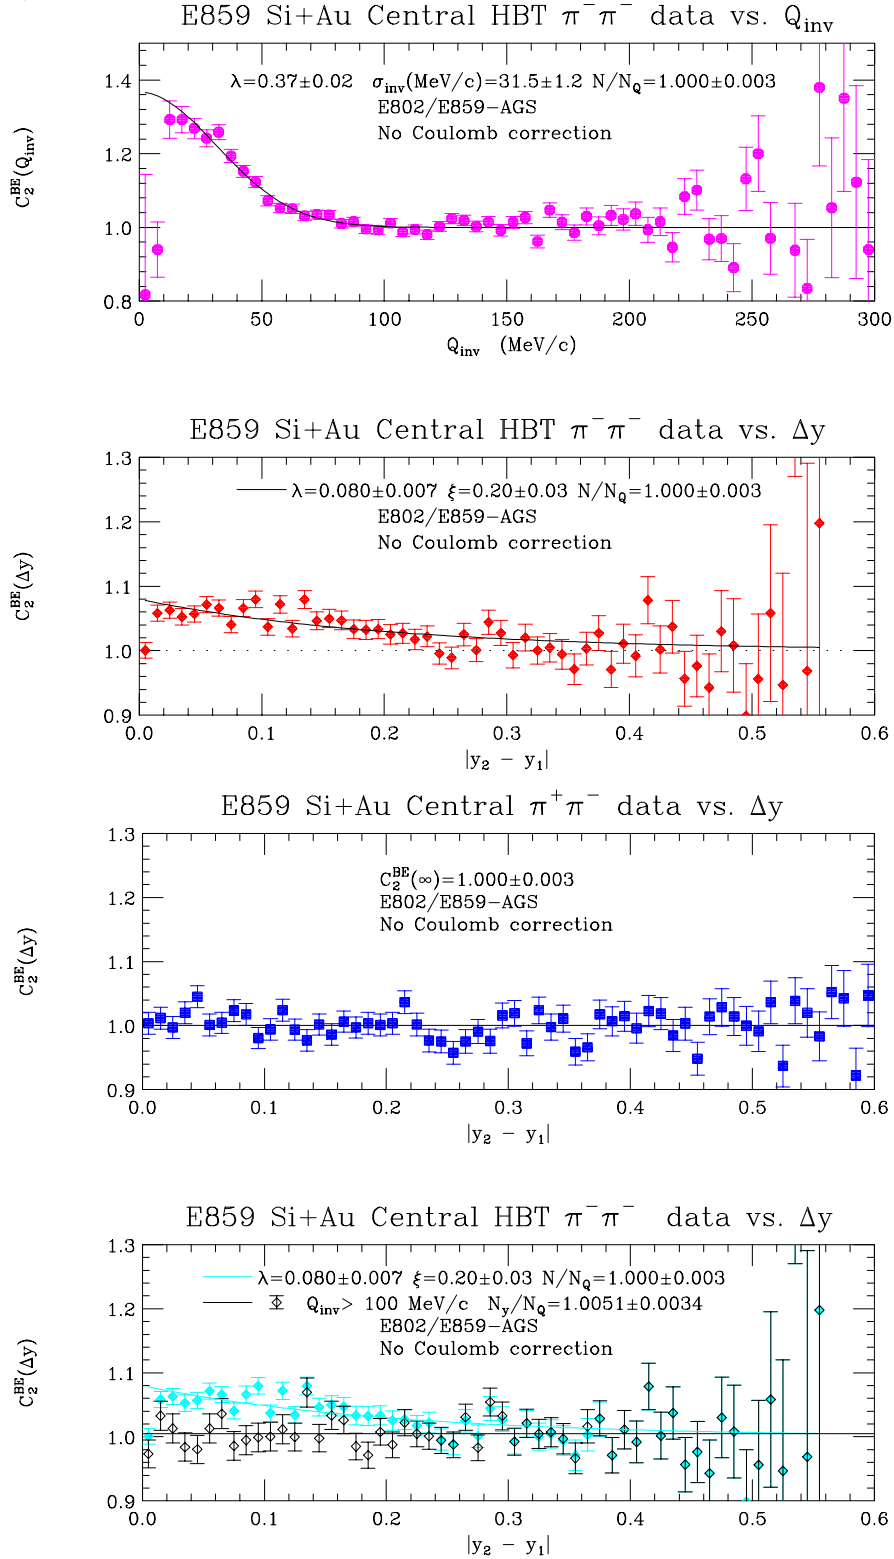 E859 Si+Au Central HBT π⁻π⁻ data vs. Q_inv
λ=0.37±0.02 σ_inv(MeV/c)=31.5±1.2 N/N_Q=1.000±0.003
E802/E859-AGS
No Coulomb correction
C₂^BE(Q_inv)
1.4
1.2
1.0
0.8
0 50 100 150 200 250 300
Q_inv (MeV/c)
E859 Si+Au Central HBT π⁻π⁻ data vs. Δy
λ=0.080±0.007 ξ=0.20±0.03 N/N_Q=1.000±0.003
E802/E859-AGS
No Coulomb correction
C₂^BE(Δy)
1.3
1.2
1.1
1.0
0.9
0.0 0.1 0.2 0.3 0.4 0.5 0.6
|y₂ − y₁|
E859 Si+Au Central π⁺π⁻ data vs. Δy
C₂^BE(∞)=1.000±0.003
E802/E859-AGS
No Coulomb correction
C₂^BE(Δy)
1.3
1.2
1.1
1.0
0.9
0.0 0.1 0.2 0.3 0.4 0.5 0.6
|y₂ − y₁|
E859 Si+Au Central HBT π⁻π⁻ data vs. Δy
λ=0.080±0.007 ξ=0.20±0.03 N/N_Q=1.000±0.003
Q_inv> 100 MeV/c N_y/N_Q=1.0051±0.0034
E802/E859-AGS
No Coulomb correction
C₂^BE(Δy)
1.3
1.2
1.1
1.0
0.9
0.0 0.1 0.2 0.3 0.4 0.5 0.6
|y₂ − y₁|